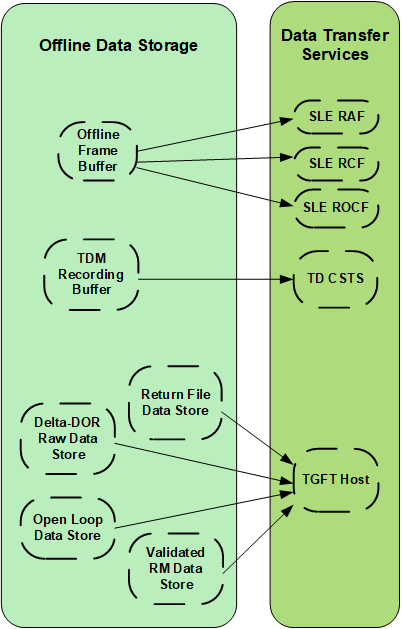 Offline Data Storage
Data Transfer
Services
Offline
Frame
Buffer
SLE RAF
SLE RCF
SLE ROCF
TDM
Recording
Buffer
TD CSTS
Return File
Data Store
Delta-DOR
Raw Data
Store
TGFT Host
Open Loop
Data Store
Validated
RM Data
Store